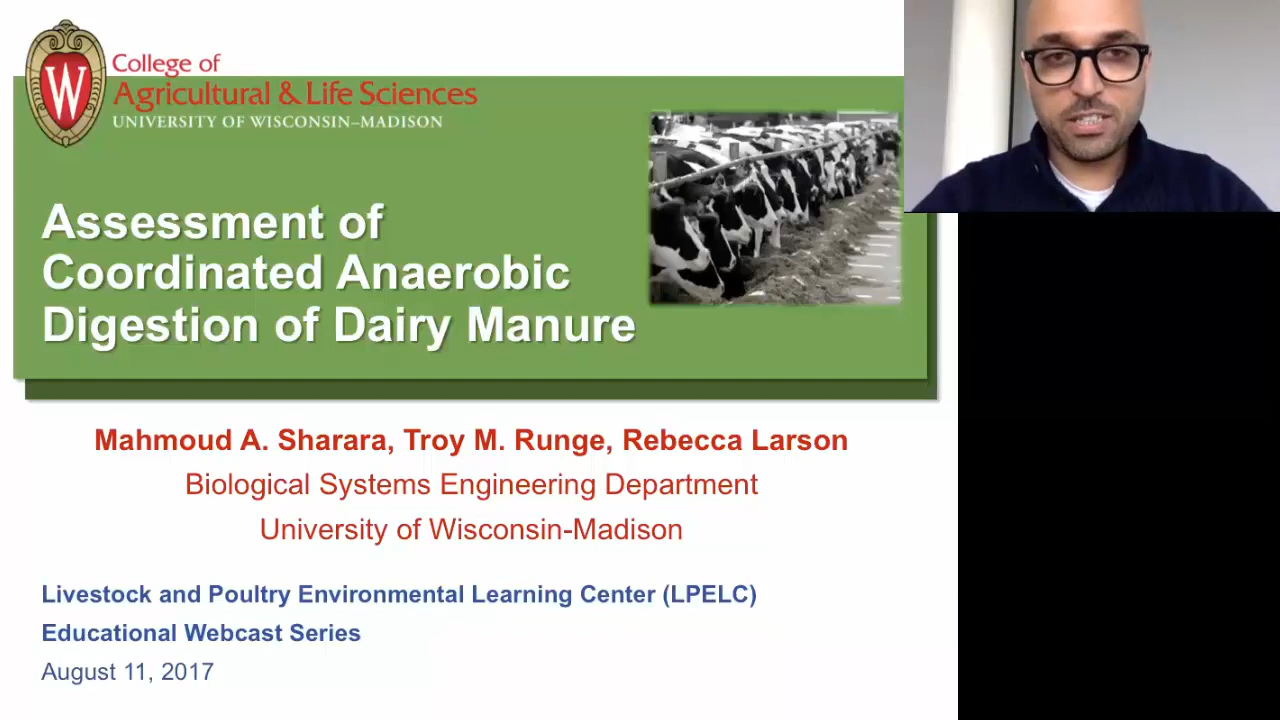 W
College of
Agricultural & Life Sciences
UNIVERSITY OF WISCONSIN–MADISON
Assessment of
Coordinated Anaerobic
Digestion of Dairy Manure
Mahmoud A. Sharara, Troy M. Runge, Rebecca Larson
Biological Systems Engineering Department
University of Wisconsin-Madison
Livestock and Poultry Environmental Learning Center (LPELC)
Educational Webcast Series
August 11, 2017